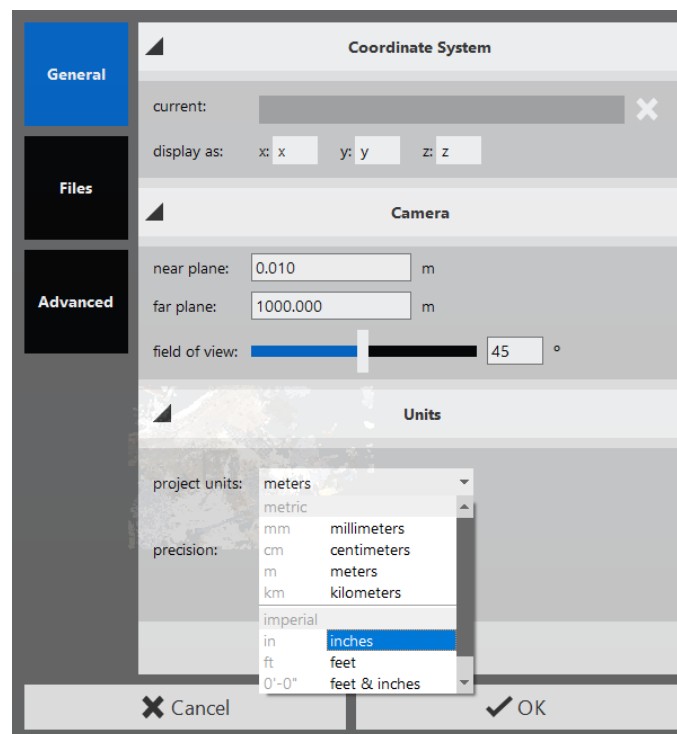 General
Files
Advanced
Coordinate System
current:
display as: x: x y: y z: z
Camera
near plane: 0.010 m
far plane: 1000.000 m
field of view: 45 °
Units
project units: meters
metric
mm millimeters
cm centimeters
m meters
km kilometers
imperial
in inches
ft feet
0'-0" feet & inches
precision:
Cancel
OK